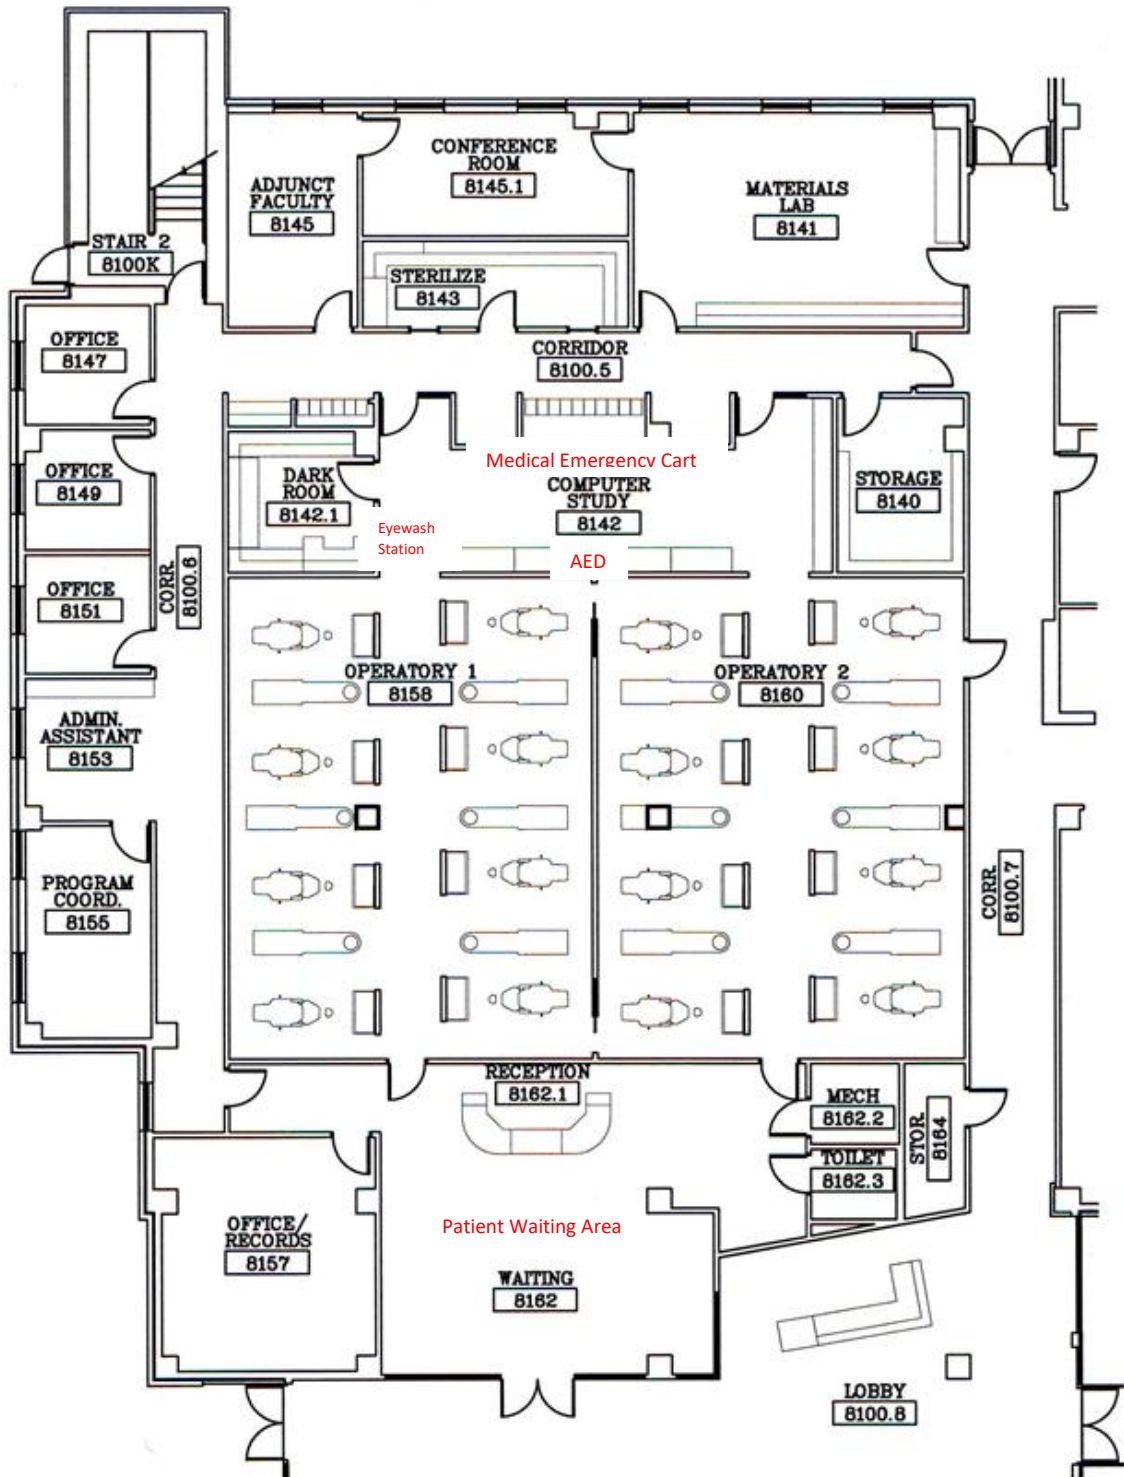 CONFERENCE
ROOM
8145.1
ADJUNCT
FACULTY
8145
MATERIALS
LAB
8141
STAIR 2
8100K
STERILIZE
8143
OFFICE
8147
CORRIDOR
8100.5
Medical Emergency Cart
OFFICE
8149
DARK
ROOM
8142.1
COMPUTER
STUDY
8142
STORAGE
8140
Eyewash
Station
AED
CORR.
8100.6
OFFICE
8151
OPERATORY 1
8158
OPERATORY 2
8160
ADMIN.
ASSISTANT
8153
PROGRAM
COORD.
8155
CORR.
8100.7
RECEPTION
8162.1
MECH
8162.2
STOR.
8164
TOILET
8162.3
OFFICE/
RECORDS
8157
Patient Waiting Area
WAITING
8162
LOBBY
8100.8